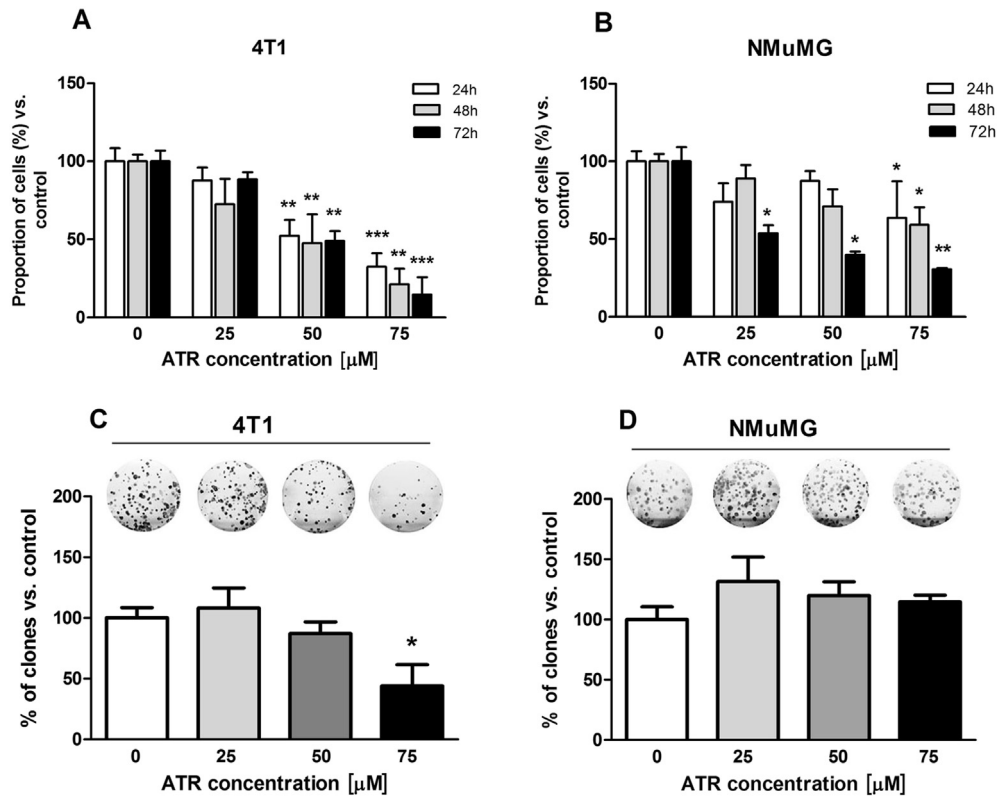 A
4T1
Proportion of cells (%) vs.
control
150
100
50
0
24h
48h
72h
** ** **
*** ** ***
0 25 50 75
ATR concentration [μM]
B
NMuMG
Proportion of cells (%) vs.
control
150
100
50
0
24h
48h
72h
*
*
* * **
0 25 50 75
ATR concentration [μM]
C
4T1
% of clones vs. control
200
150
100
50
0
*
0 25 50 75
ATR concentration [μM]
D
NMuMG
% of clones vs. control
200
150
100
50
0
0 25 50 75
ATR concentration [μM]